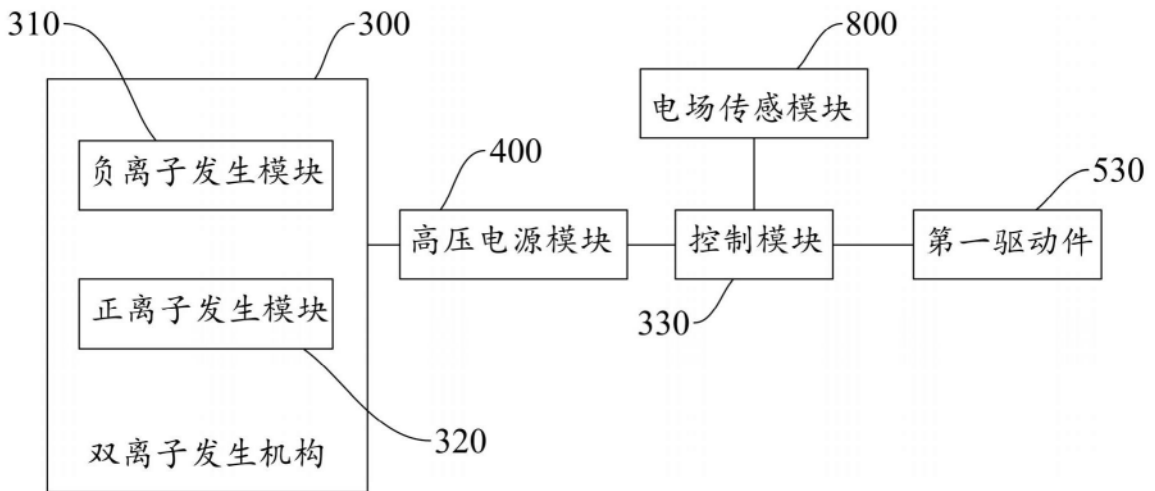 310
300
800
电场传感模块
负离子发生模块
400
530
高压电源模块
控制模块
第一驱动件
正离子发生模块
330
320
双离子发生机构